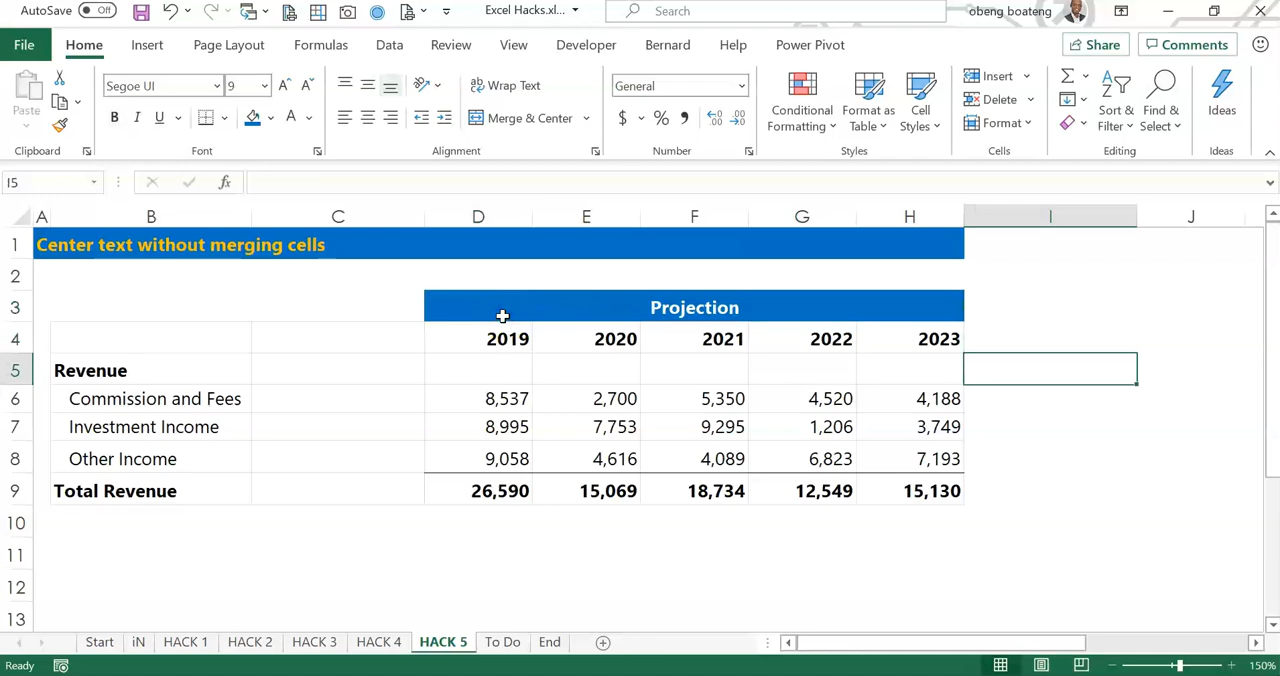 AutoSave Off Excel Hacks.xl... Search obeng boateng
File Home Insert Page Layout Formulas Data Review View Developer Bernard Help Power Pivot Share Comments
Paste Segoe UI 9 Wrap Text General Conditional Formatting Format as Table Cell Styles Insert Sort & Filter Find & Select Ideas
B I U Merge & Center $ % Delete
Format
Clipboard Font Alignment Number Styles Cells Editing Ideas
I5 fx
A B C D E F G H I J
1 Center text without merging cells
2
3 Projection
4 2019 2020 2021 2022 2023
5 Revenue
6 Commission and Fees 8,537 2,700 5,350 4,520 4,188
7 Investment Income 8,995 7,753 9,295 1,206 3,749
8 Other Income 9,058 4,616 4,089 6,823 7,193
9 Total Revenue 26,590 15,069 18,734 12,549 15,130
10
11
12
13
Start iN HACK 1 HACK 2 HACK 3 HACK 4 HACK 5 To Do End
Ready 150%